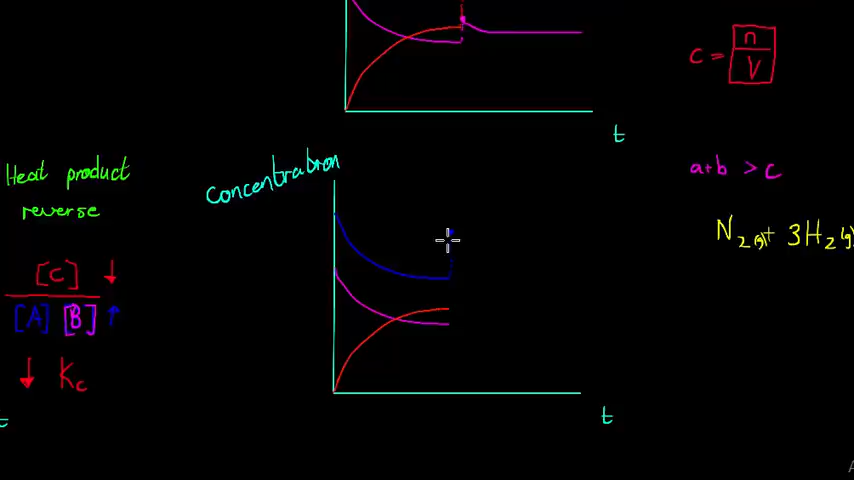 c = n / V
t
Heat product
reverse
concentration
a+b > c
N2(g) + 3H2(g)
[C] ↓
[A] [B] ↑
↓ Kc
t